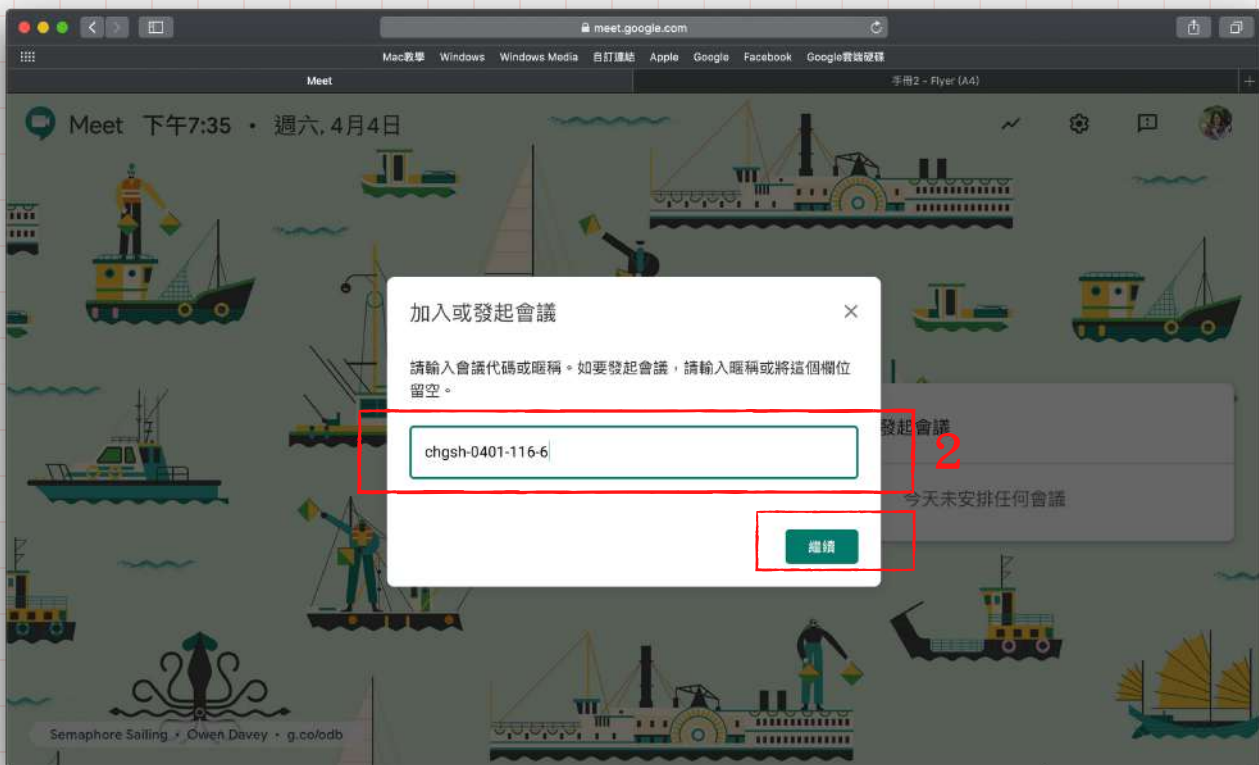 meet.google.com
Mac教學 Windows Windows Media 自訂連結 Apple Google Facebook Google雲端硬碟
Meet
手冊2 - Flyer (A4)
Meet 下午7:35 • 週六, 4月4日
加入或發起會議
請輸入會議代碼或暱稱。如要發起會議，請輸入暱稱或將這個欄位
留空。
發起會議
chgsh-0401-116-6
2
今天未安排任何會議
繼續
Semaphore Sailing • Owen Davey • g.co/odb